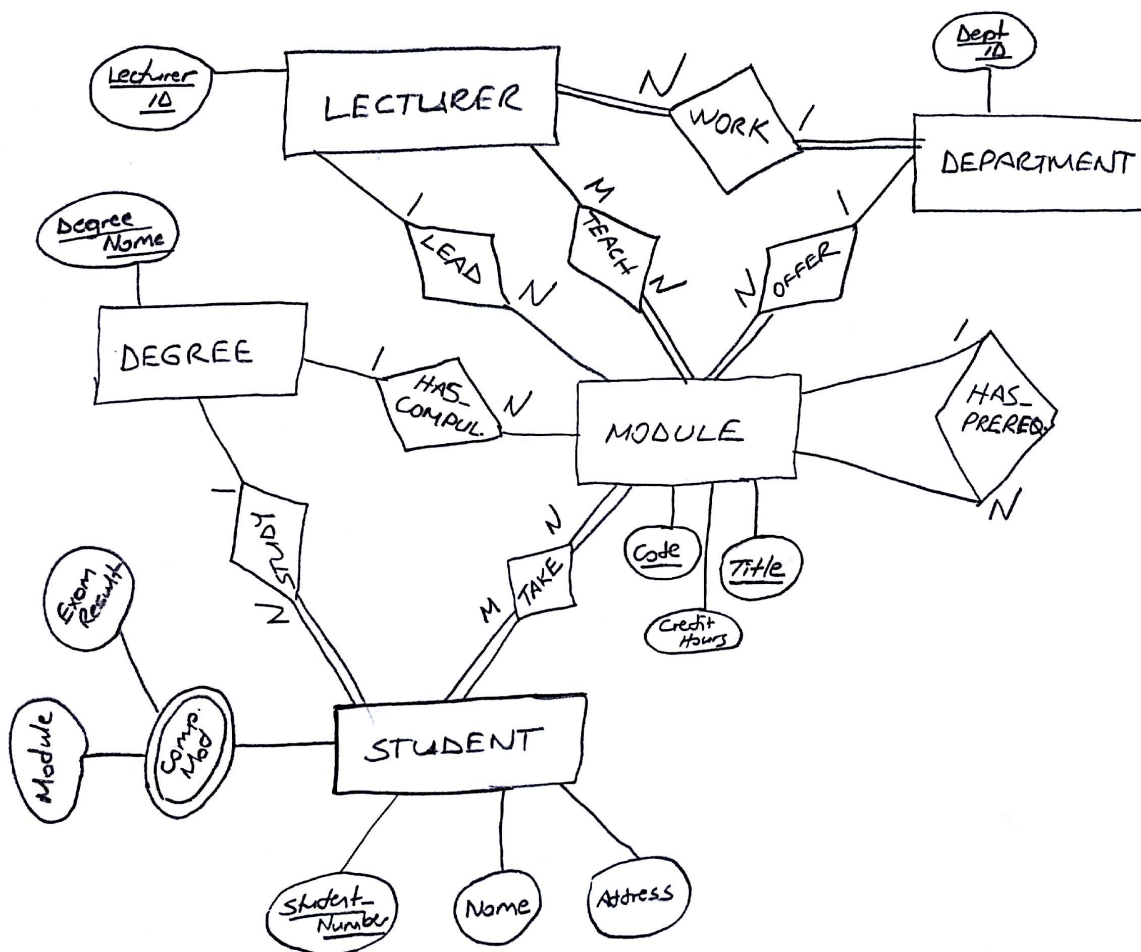 Dept
ID
Lecturer
ID
LECTURER
N
WORK
1
DEPARTMENT
Degree
Name
1
LEAD
N
M
TEACH
N
1
OFFER
N
DEGREE
1
HAS_
COMPUL.
N
MODULE
1
HAS_
PREREQ.
N
1
STUDY
N
N
TAKE
M
Code
Title
Credit
Hours
Exam
Result
Module
Comp.
Mod
STUDENT
Student_
Number
Name
Address